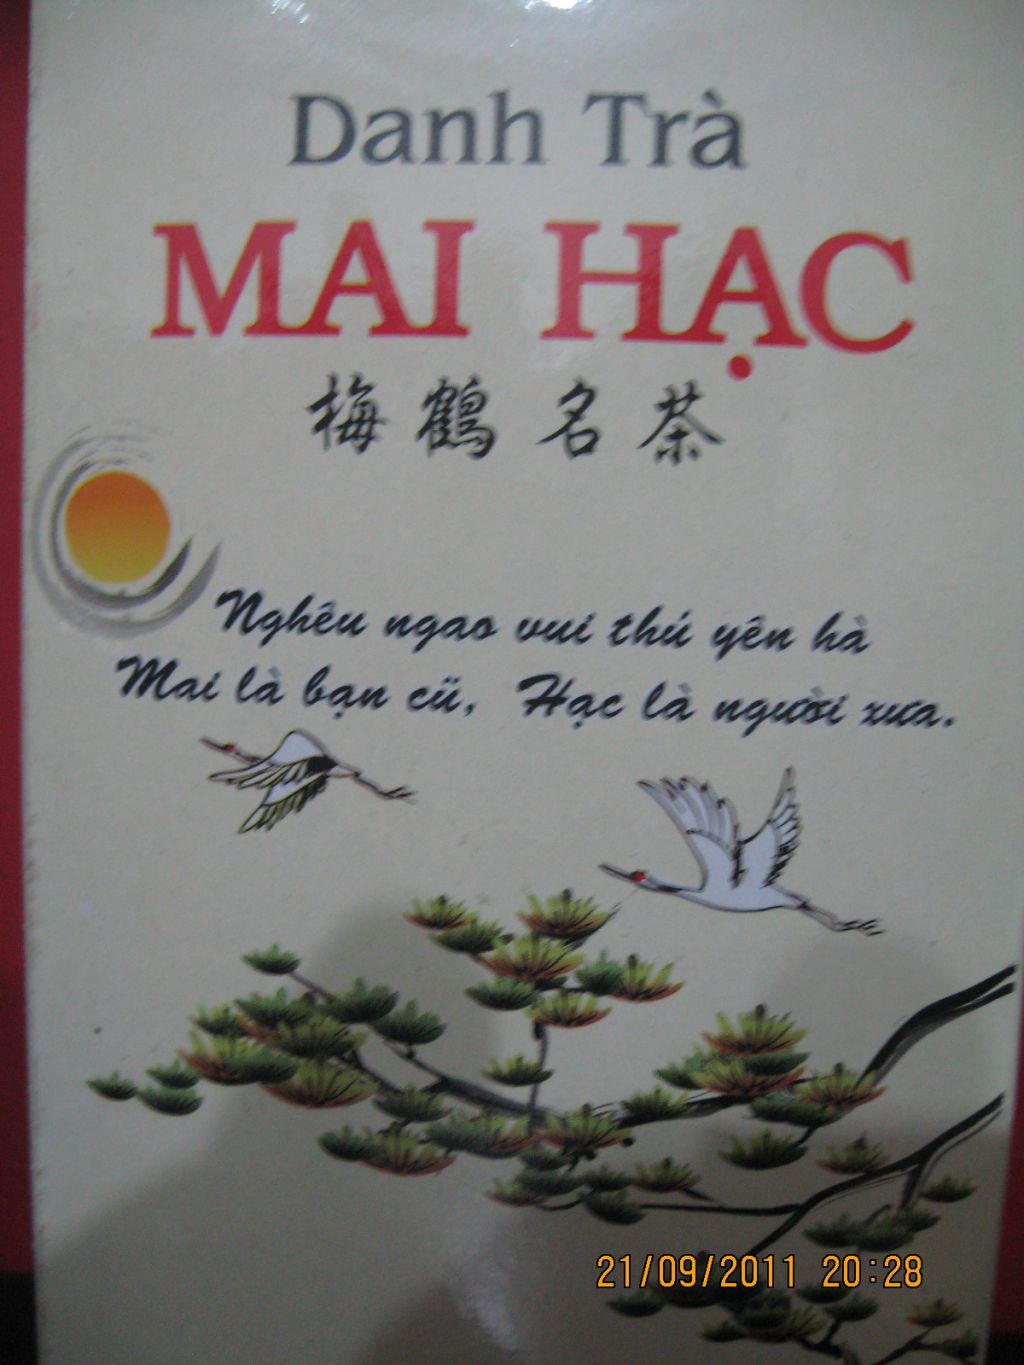 Danh Trà
MAI HẠC
梅鶴名茶
Nghêu ngao vui thú yên hà
Mai là bạn cũ, Hạc là người xưa.
21/09/2011 20:28